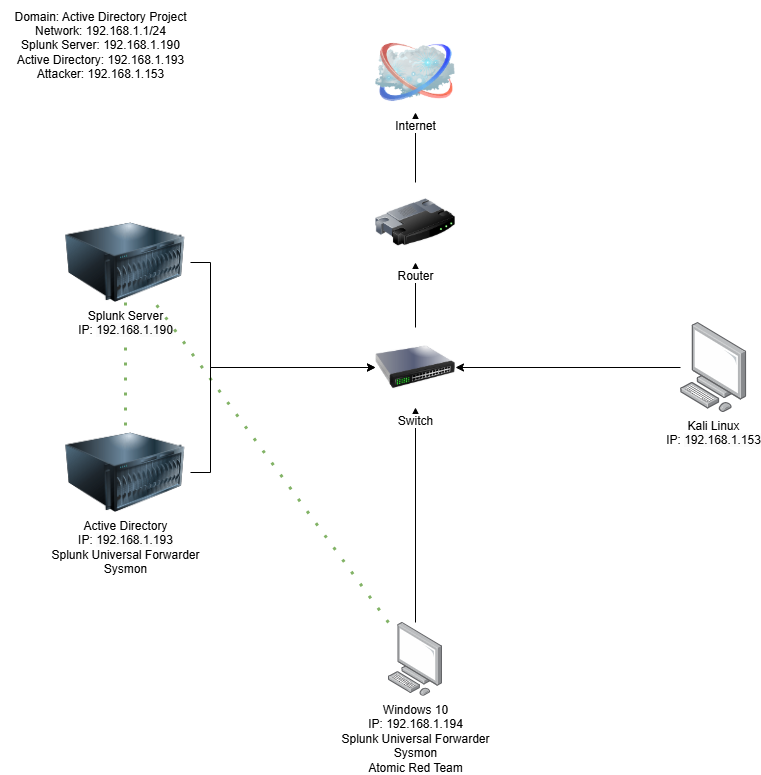 Domain: Active Directory Project
Network: 192.168.1.1/24
Splunk Server: 192.168.1.190
Active Directory: 192.168.1.193
Attacker: 192.168.1.153
Internet
Router
Splunk Server
IP: 192.168.1.190
Switch
Kali Linux
IP: 192.168.1.153
Active Directory
IP: 192.168.1.193
Splunk Universal Forwarder
Sysmon
Windows 10
IP: 192.168.1.194
Splunk Universal Forwarder
Sysmon
Atomic Red Team